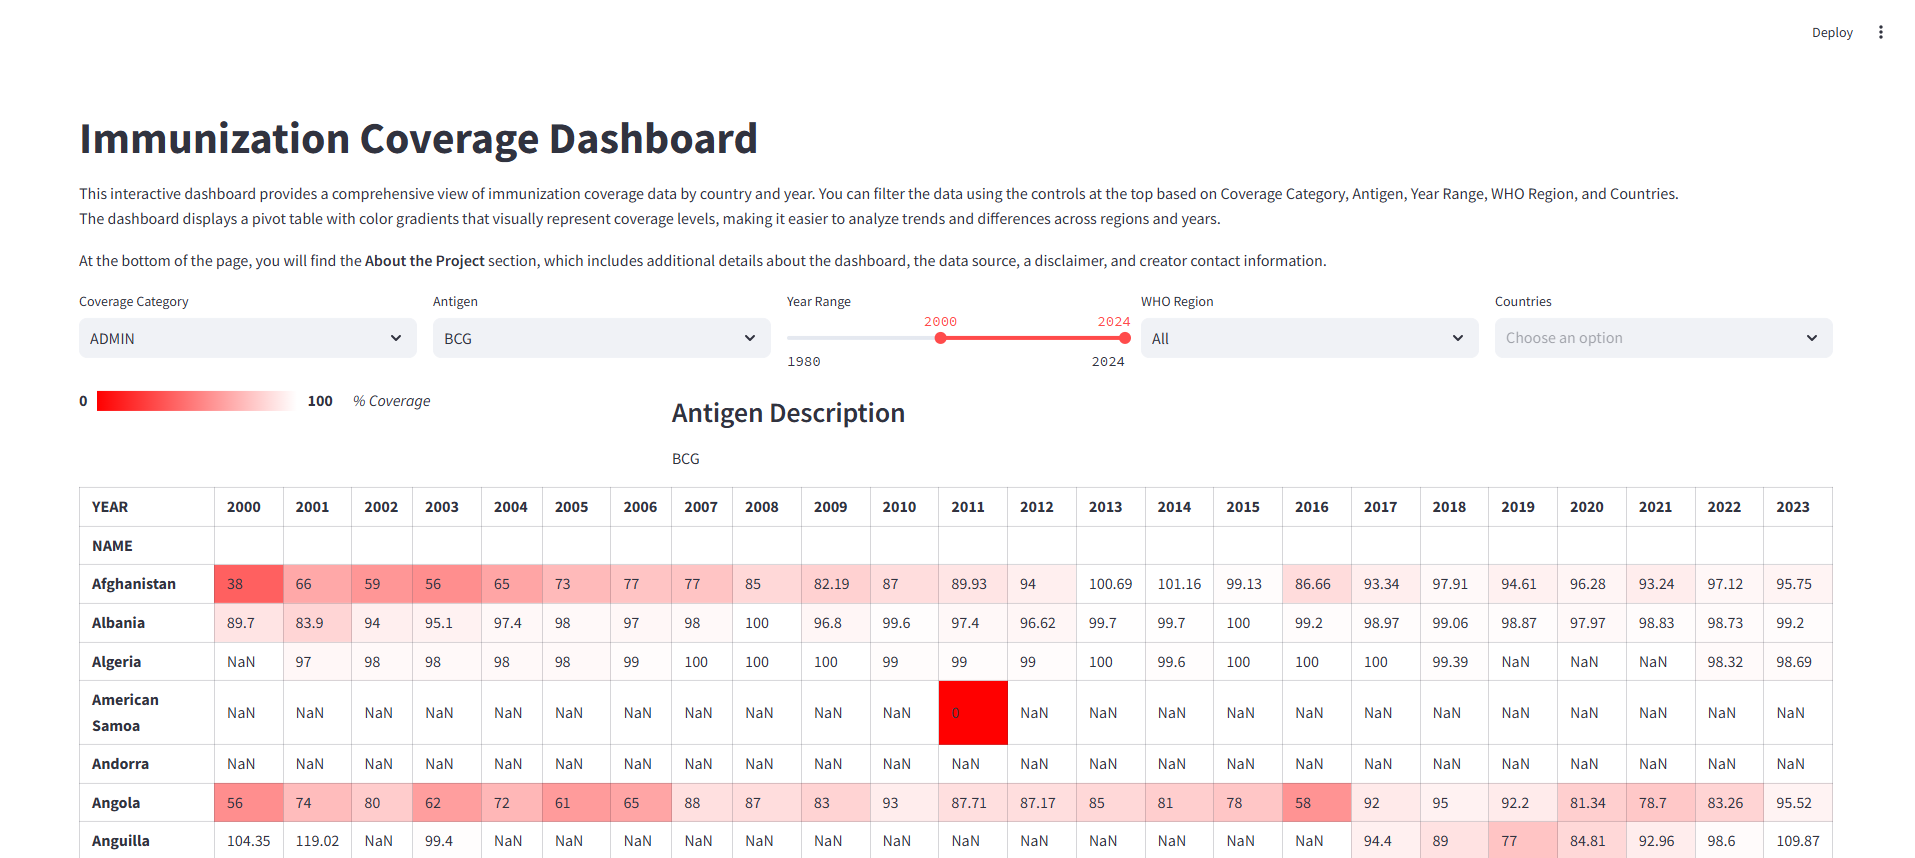 Deploy
Immunization Coverage Dashboard
This interactive dashboard provides a comprehensive view of immunization coverage data by country and year. You can filter the data using the controls at the top based on Coverage Category, Antigen, Year Range, WHO Region, and Countries.
The dashboard displays a pivot table with color gradients that visually represent coverage levels, making it easier to analyze trends and differences across regions and years.
At the bottom of the page, you will find the About the Project section, which includes additional details about the dashboard, the data source, a disclaimer, and creator contact information.
Coverage Category Antigen Year Range WHO Region Countries
2000 2024
ADMIN BCG All Choose an option
1980 2024
0 100 % Coverage
Antigen Description
BCG
YEAR 2000 2001 2002 2003 2004 2005 2006 2007 2008 2009 2010 2011 2012 2013 2014 2015 2016 2017 2018 2019 2020 2021 2022 2023
NAME
Afghanistan 38 66 59 56 65 73 77 77 85 82.19 87 89.93 94 100.69 101.16 99.13 86.66 93.34 97.91 94.61 96.28 93.24 97.12 95.75
Albania 89.7 83.9 94 95.1 97.4 98 97 98 100 96.8 99.6 97.4 96.62 99.7 99.7 100 99.2 98.97 99.06 98.87 97.97 98.83 98.73 99.2
Algeria NaN 97 98 98 98 98 99 100 100 100 99 99 99 100 99.6 100 100 100 99.39 NaN NaN NaN 98.32 98.69
American
Samoa NaN NaN NaN NaN NaN NaN NaN NaN NaN NaN NaN 0 NaN NaN NaN NaN NaN NaN NaN NaN NaN NaN NaN NaN
Andorra NaN NaN NaN NaN NaN NaN NaN NaN NaN NaN NaN NaN NaN NaN NaN NaN NaN NaN NaN NaN NaN NaN NaN NaN
Angola 56 74 80 62 72 61 65 88 87 83 93 87.71 87.17 85 81 78 58 92 95 92.2 81.34 78.7 83.26 95.52
Anguilla 104.35 119.02 NaN 99.4 NaN NaN NaN NaN NaN NaN NaN NaN NaN NaN NaN NaN NaN 94.4 89 77 84.81 92.96 98.6 109.87